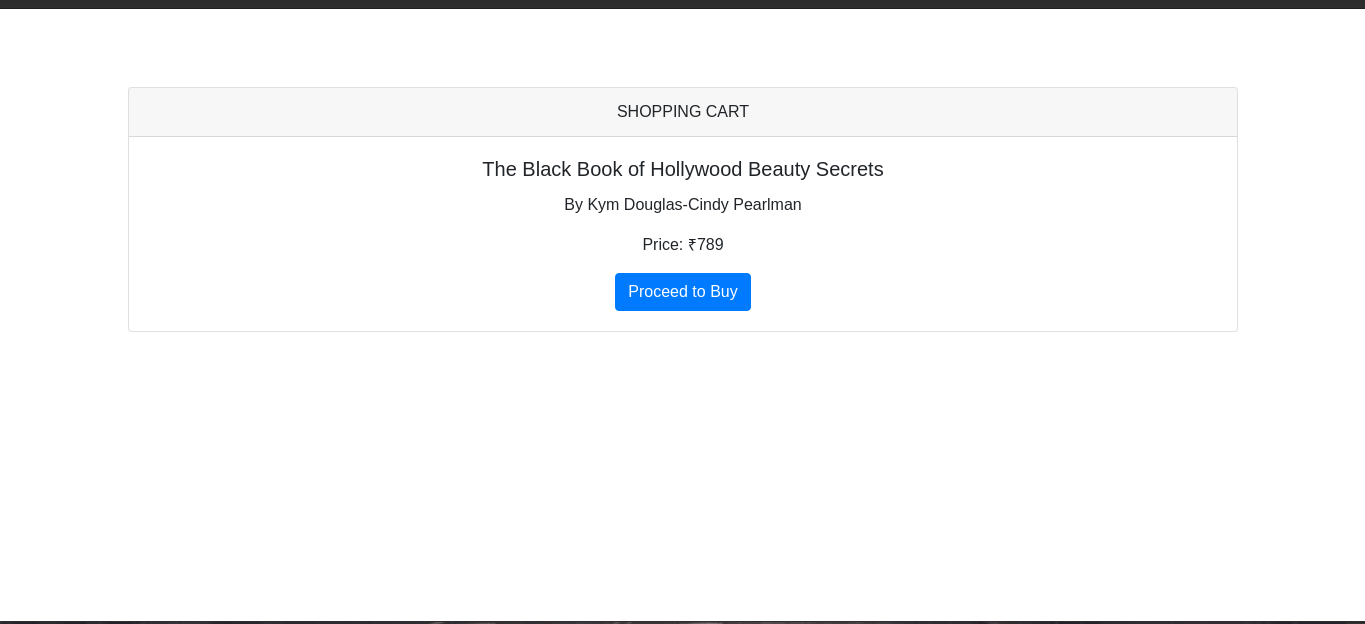 SHOPPING CART
The Black Book of Hollywood Beauty Secrets
By Kym Douglas-Cindy Pearlman
Price: ₹789
Proceed to Buy